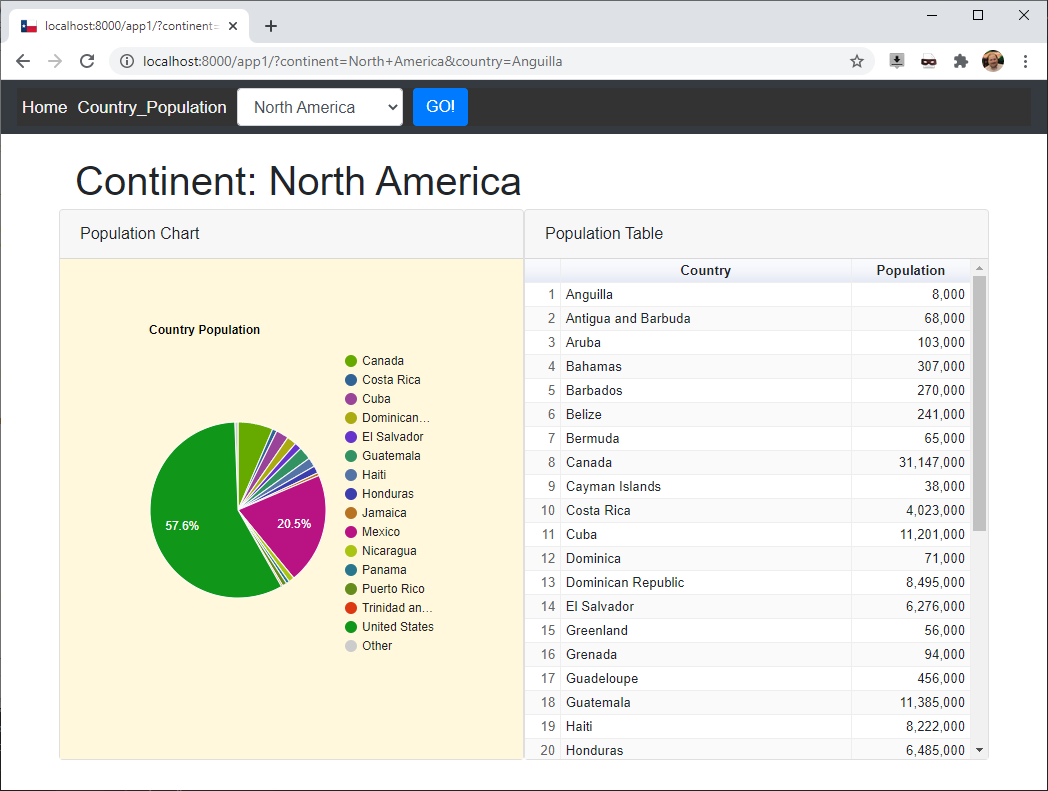 localhost:8000/app1/?continent=
localhost:8000/app1/?continent=North+America&country=Anguilla
Home Country_Population North America GO!
Continent: North America
Population Chart
Country Population
57.6%
20.5%
Canada
Costa Rica
Cuba
Dominican…
El Salvador
Guatemala
Haiti
Honduras
Jamaica
Mexico
Nicaragua
Panama
Puerto Rico
Trinidad an…
United States
Other
Population Table
Country Population
1 Anguilla 8,000
2 Antigua and Barbuda 68,000
3 Aruba 103,000
4 Bahamas 307,000
5 Barbados 270,000
6 Belize 241,000
7 Bermuda 65,000
8 Canada 31,147,000
9 Cayman Islands 38,000
10 Costa Rica 4,023,000
11 Cuba 11,201,000
12 Dominica 71,000
13 Dominican Republic 8,495,000
14 El Salvador 6,276,000
15 Greenland 56,000
16 Grenada 94,000
17 Guadeloupe 456,000
18 Guatemala 11,385,000
19 Haiti 8,222,000
20 Honduras 6,485,000